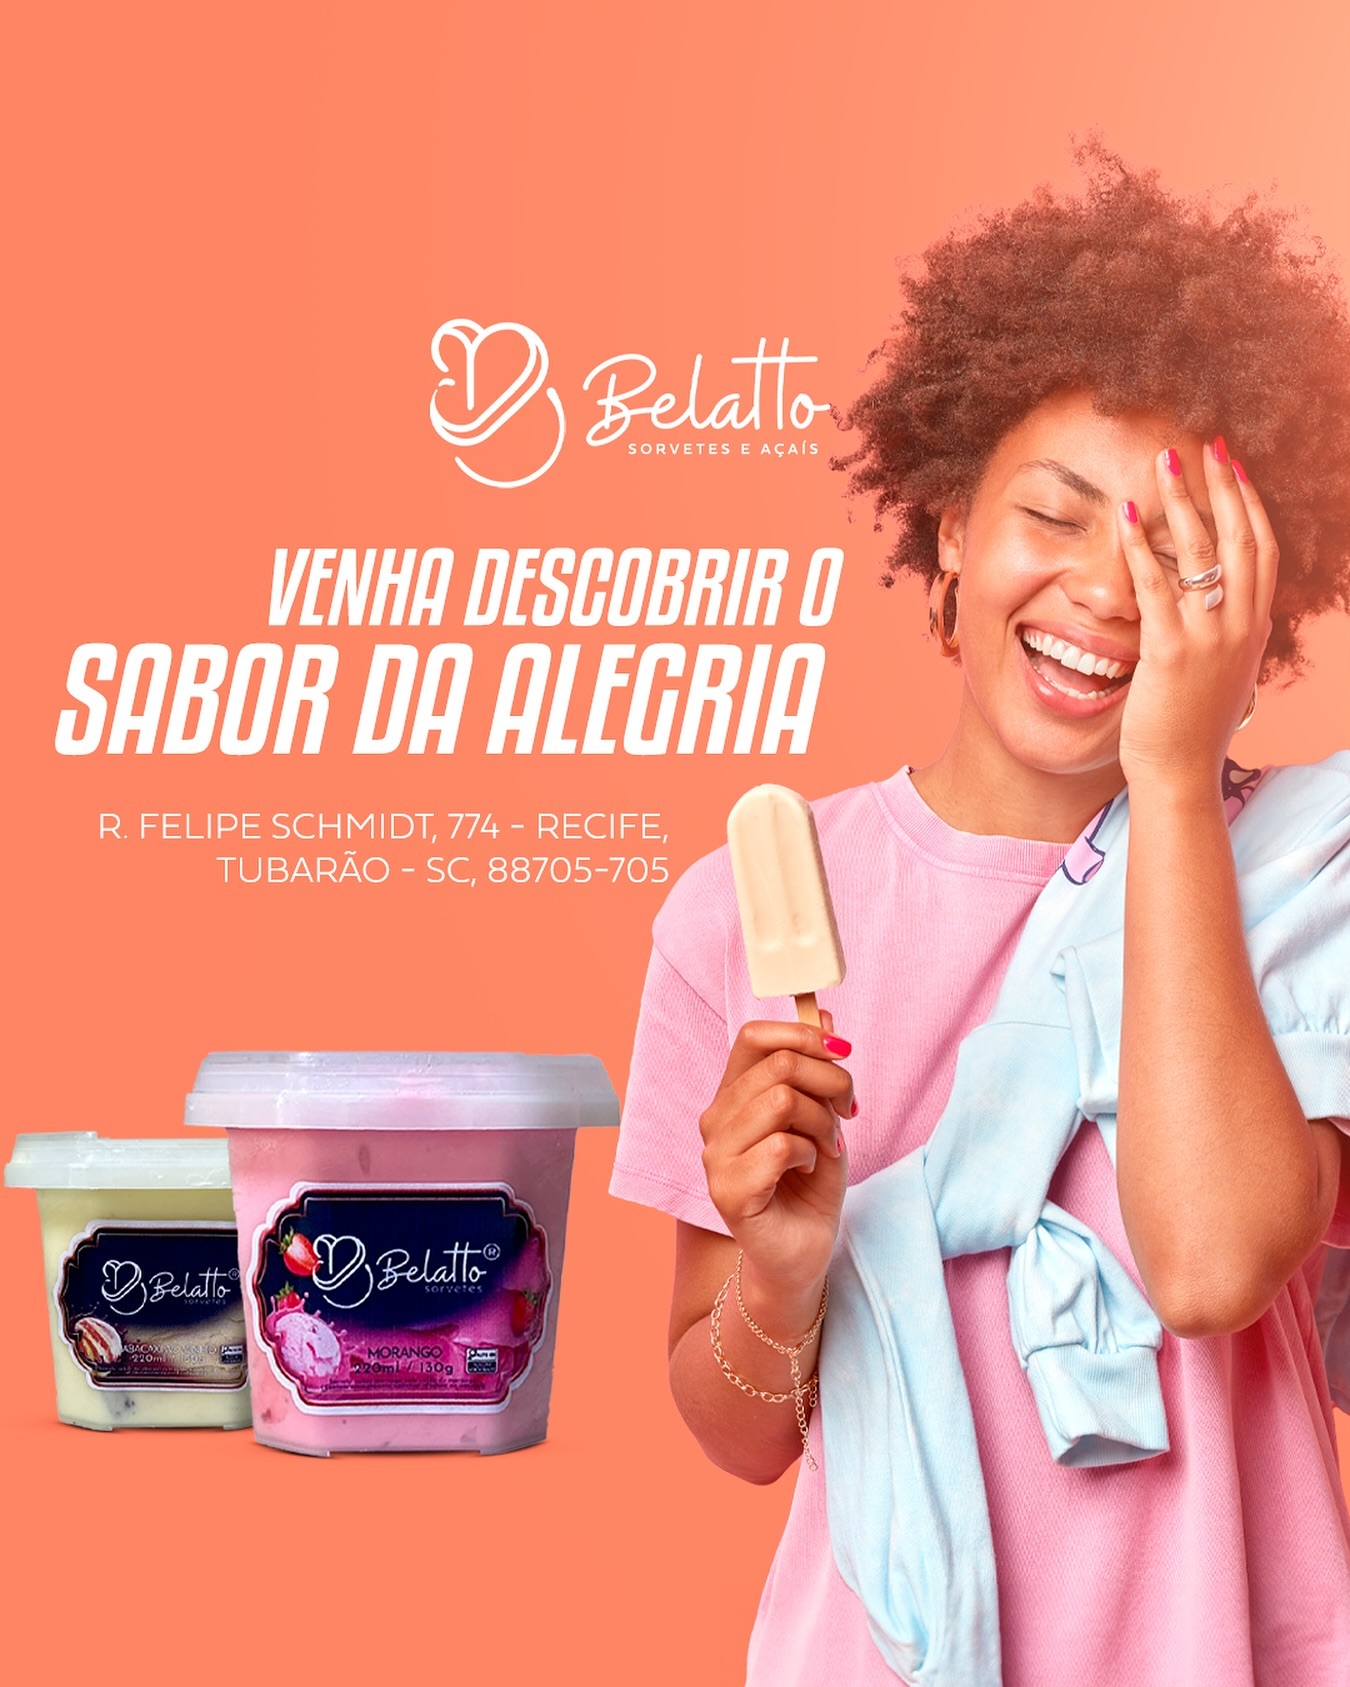 Belatto
SORVETES E AÇAÍS
VENHA DESCOBRIR O
SABOR DA ALEGRIA
R. FELIPE SCHMIDT, 774 - RECIFE,
TUBARÃO - SC, 88705-705
Belatto®
sorvetes
220ml /
Belatto®
sorvetes
MORANGO
220ml / 130g